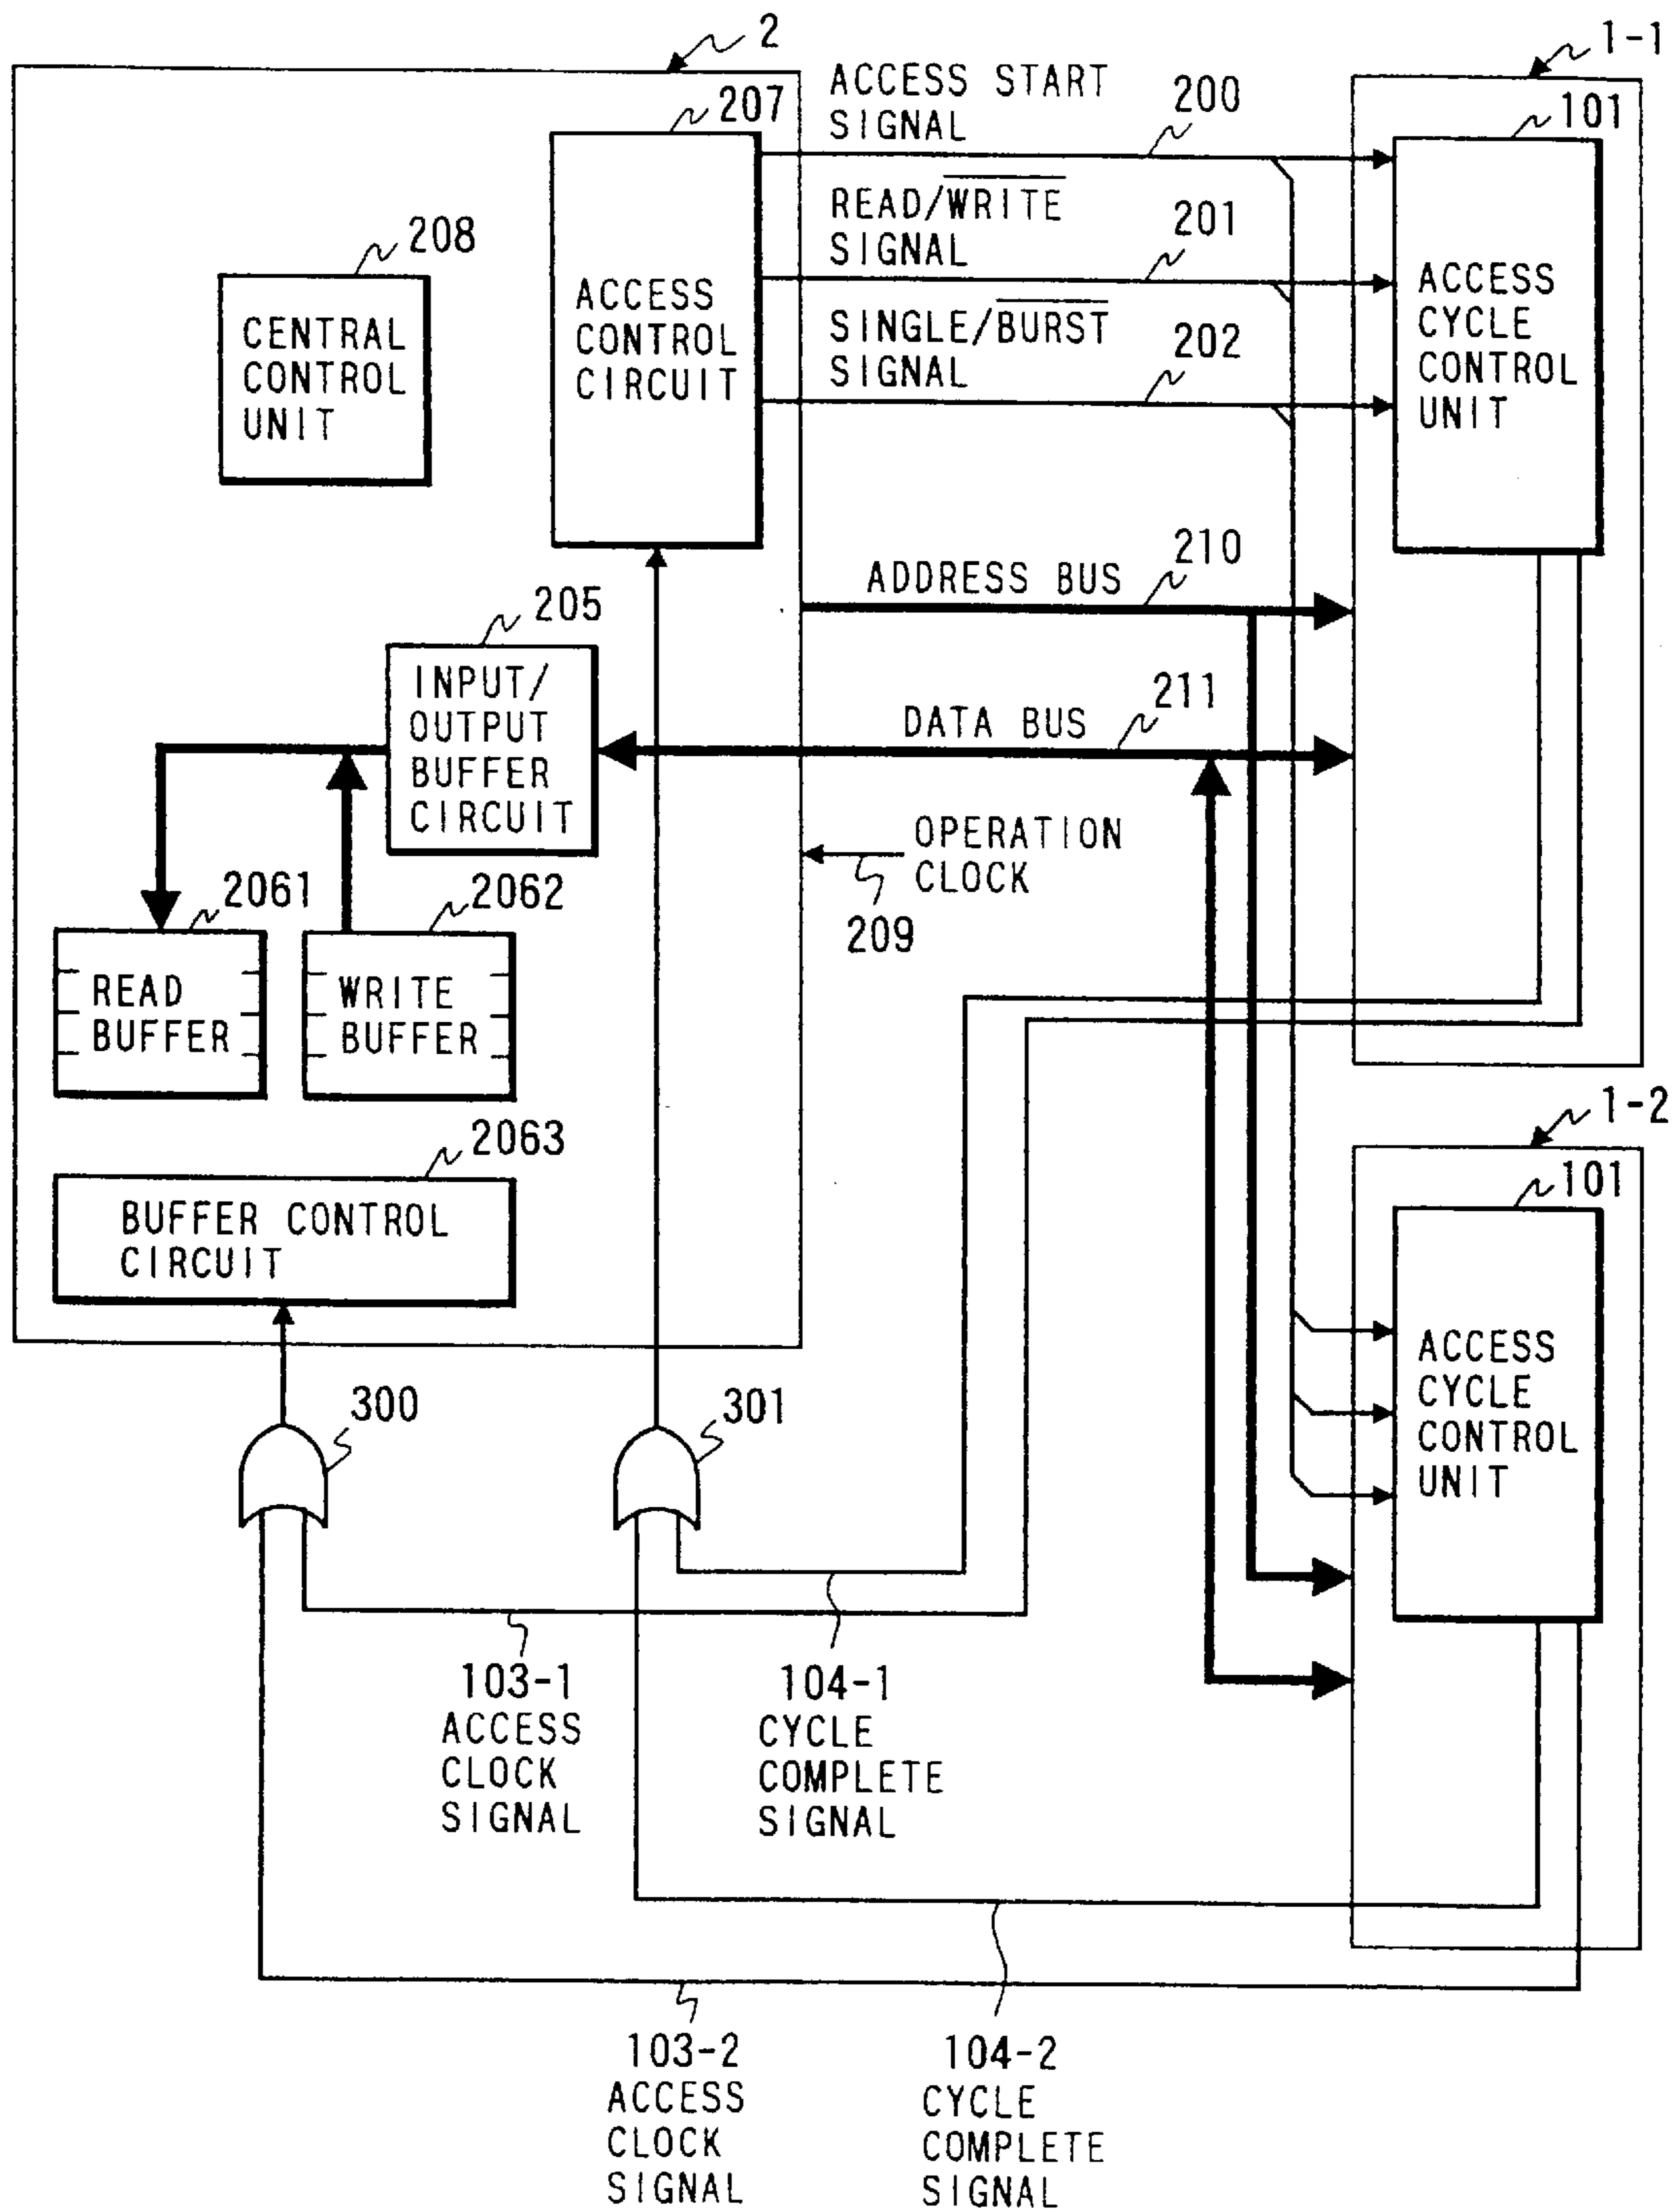 2
1-1
ACCESS START
SIGNAL
200
207
101
READ/WRITE
SIGNAL
201
208
CENTRAL
CONTROL
UNIT
ACCESS
CONTROL
CIRCUIT
SINGLE/BURST
SIGNAL
202
ACCESS
CYCLE
CONTROL
UNIT
ADDRESS BUS
210
205
INPUT/
OUTPUT
BUFFER
CIRCUIT
DATA BUS
211
OPERATION
CLOCK
209
2061
READ
BUFFER
2062
WRITE
BUFFER
2063
BUFFER CONTROL
CIRCUIT
1-2
101
ACCESS
CYCLE
CONTROL
UNIT
300
301
103-1
ACCESS
CLOCK
SIGNAL
104-1
CYCLE
COMPLETE
SIGNAL
103-2
ACCESS
CLOCK
SIGNAL
104-2
CYCLE
COMPLETE
SIGNAL